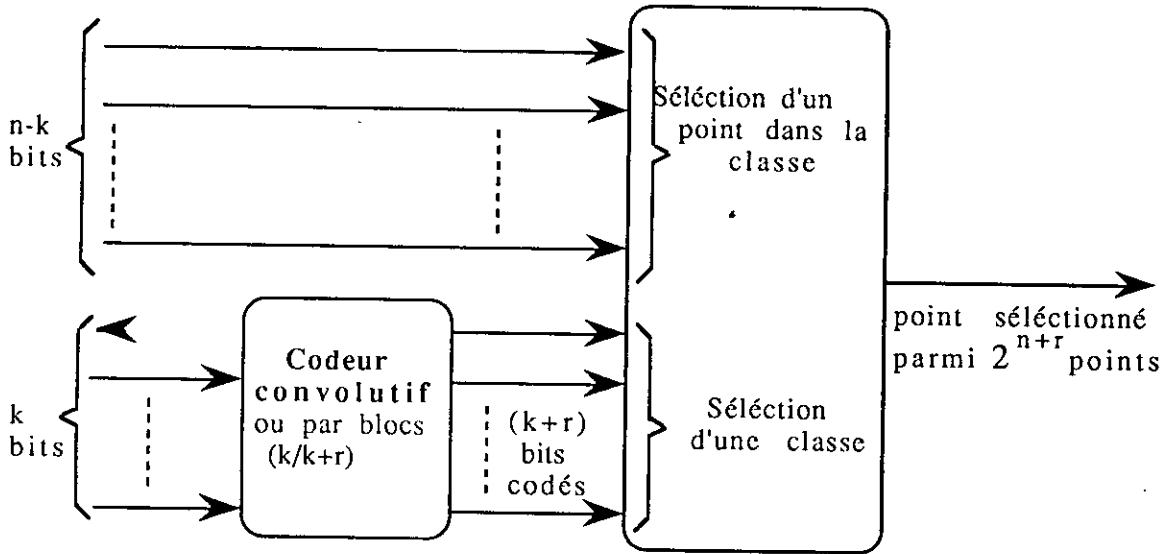 n-k
bits
Séléction d'un
point dans la
classe
k
bits
Codeur
convolutif
ou par blocs
(k/k+r)
(k+r)
bits
codés
Séléction
d'une classe
point séléctionné
parmi 2^n+r points